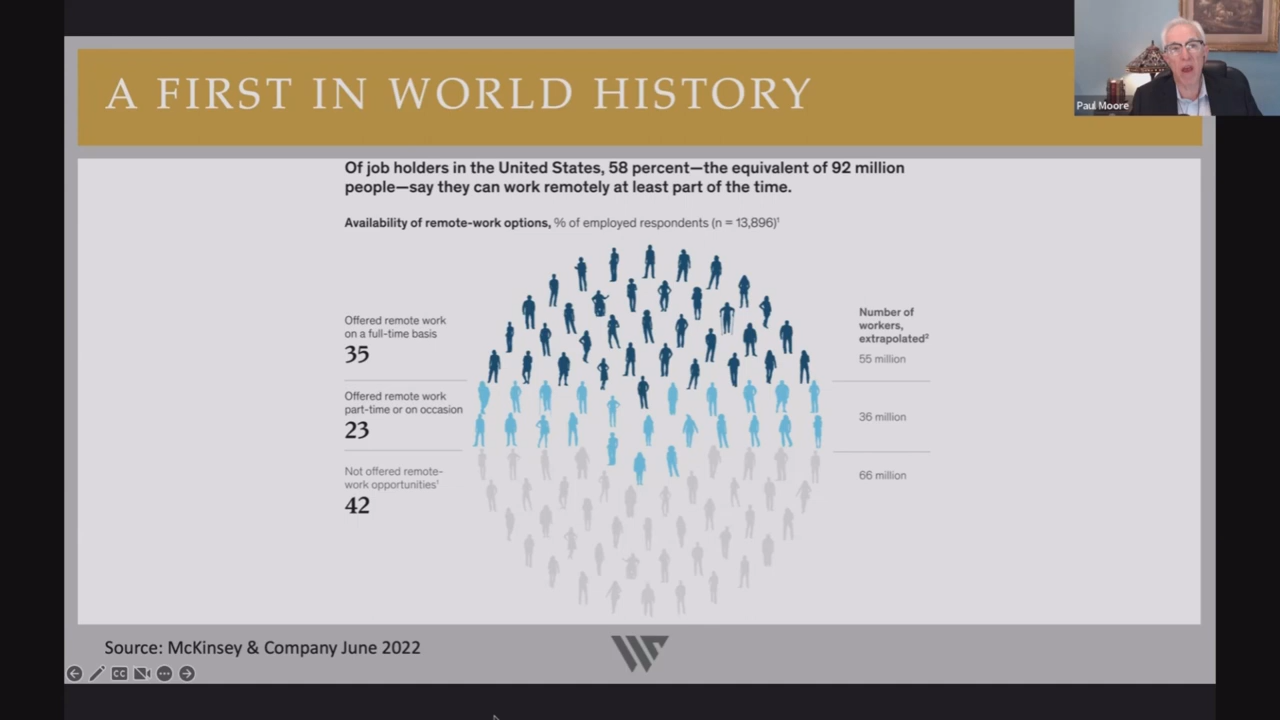 A FIRST IN WORLD HISTORY
Paul Moore
Of job holders in the United States, 58 percent—the equivalent of 92 million
people—say they can work remotely at least part of the time.
Availability of remote-work options, % of employed respondents (n = 13,896)¹
Offered remote work
on a full-time basis
35
Offered remote work
part-time or on occasion
23
Not offered remote-
work opportunities¹
42
Number of
workers,
extrapolated²
55 million
36 million
66 million
Source: McKinsey & Company June 2022
CC